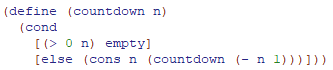 (define (countdown n)
  (cond
    [(> 0 n) empty]
    [else (cons n (countdown (- n 1)))]))